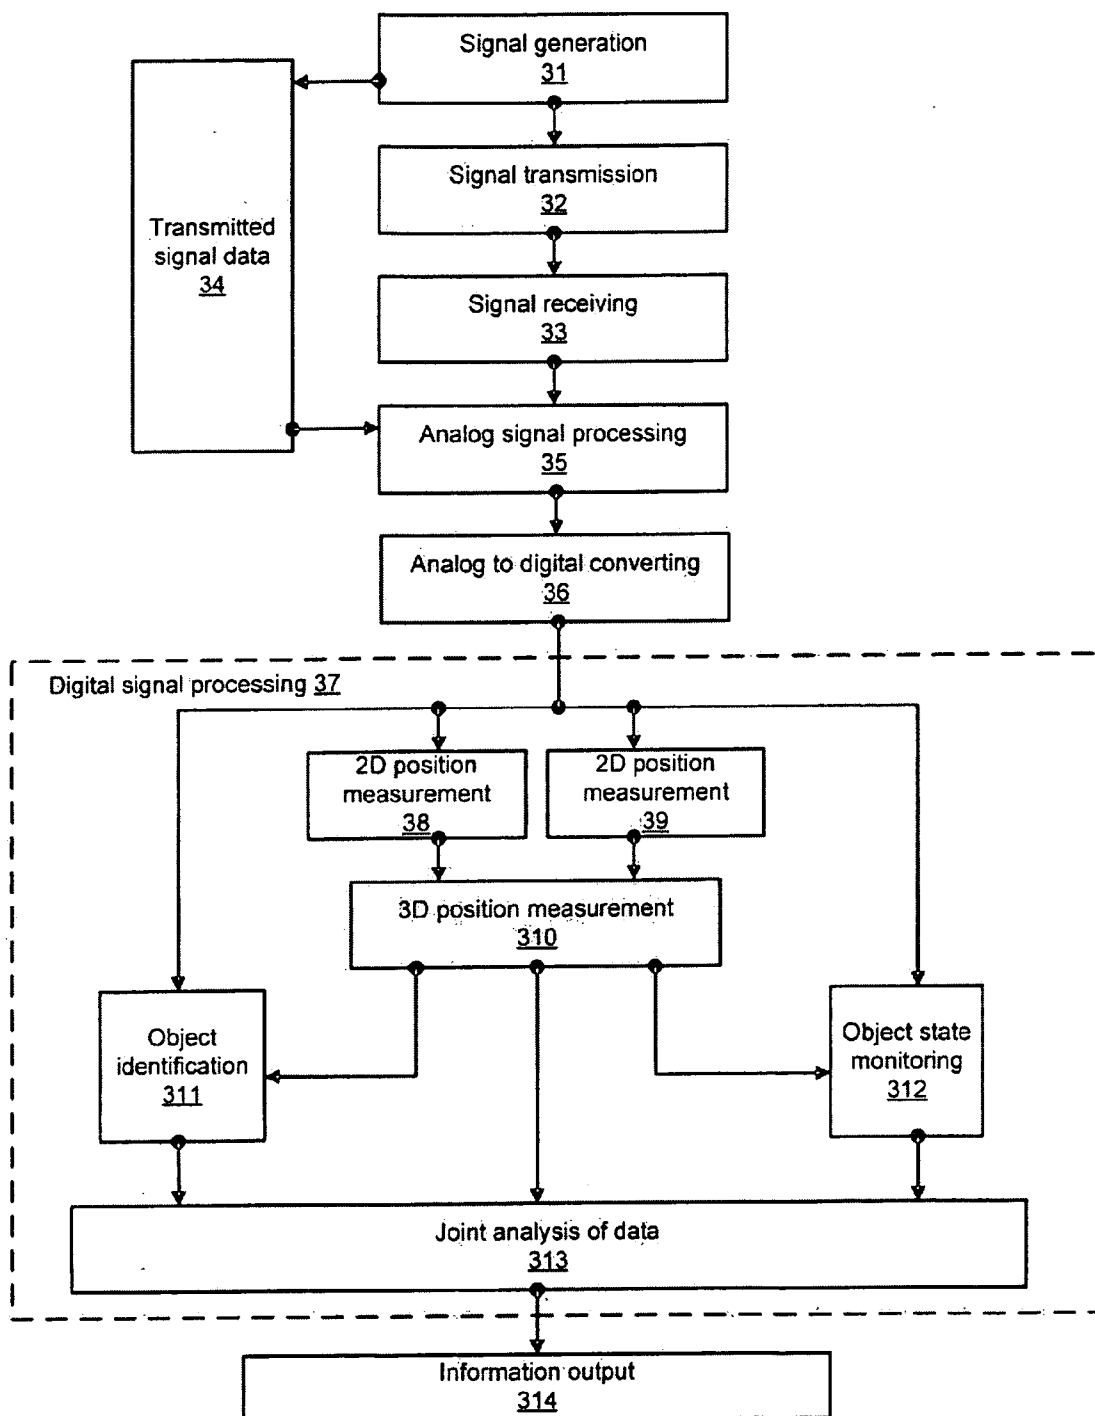 Signal generation
31
Signal transmission
32
Transmitted
signal data
34
Signal receiving
33
Analog signal processing
35
Analog to digital converting
36
Digital signal processing 37
2D position
measurement
38
2D position
measurement
39
3D position measurement
310
Object
identification
311
Object state
monitoring
312
Joint analysis of data
313
Information output
314